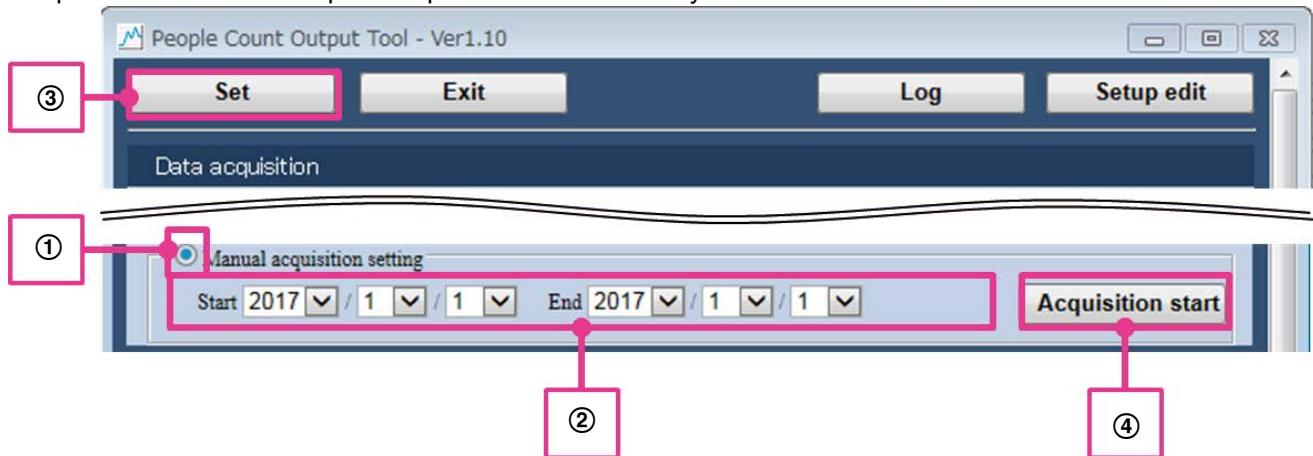 People Count Output Tool - Ver1.10
③ Set Exit Log Setup edit
Data acquisition
① Manual acquisition setting
Start 2017 / 1 / 1 End 2017 / 1 / 1 Acquisition start
② ④